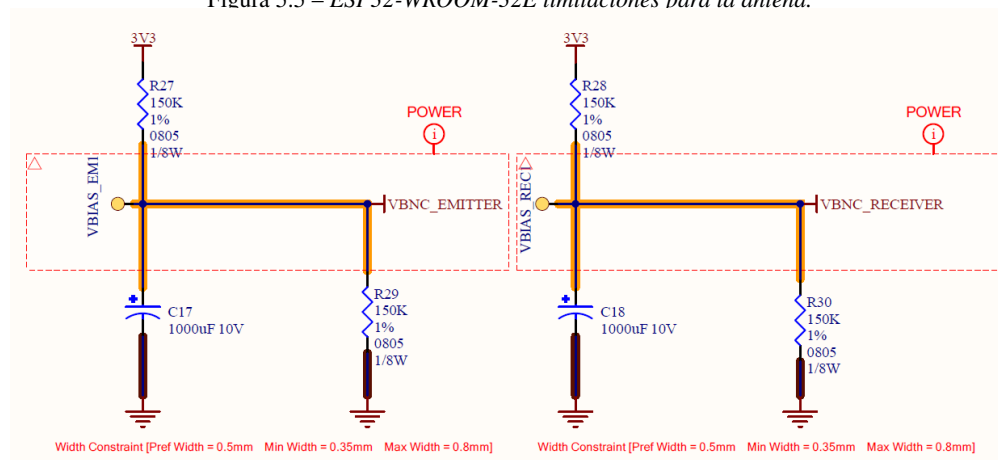 Figura 5.5 – ESP32-WROOM-32E limitaciones para la antena.
3V3
R27
150K
1%
0805
1/8W
POWER
i
VBIAS_EM1
VBNC_EMITTER
C17
1000uF 10V
R29
150K
1%
0805
1/8W
Width Constraint [Pref Width = 0.5mm Min Width = 0.35mm Max Width = 0.8mm]
3V3
R28
150K
1%
0805
1/8W
POWER
i
VBIAS_REC1
VBNC_RECEIVER
C18
1000uF 10V
R30
150K
1%
0805
1/8W
Width Constraint [Pref Width = 0.5mm Min Width = 0.35mm Max Width = 0.8mm]